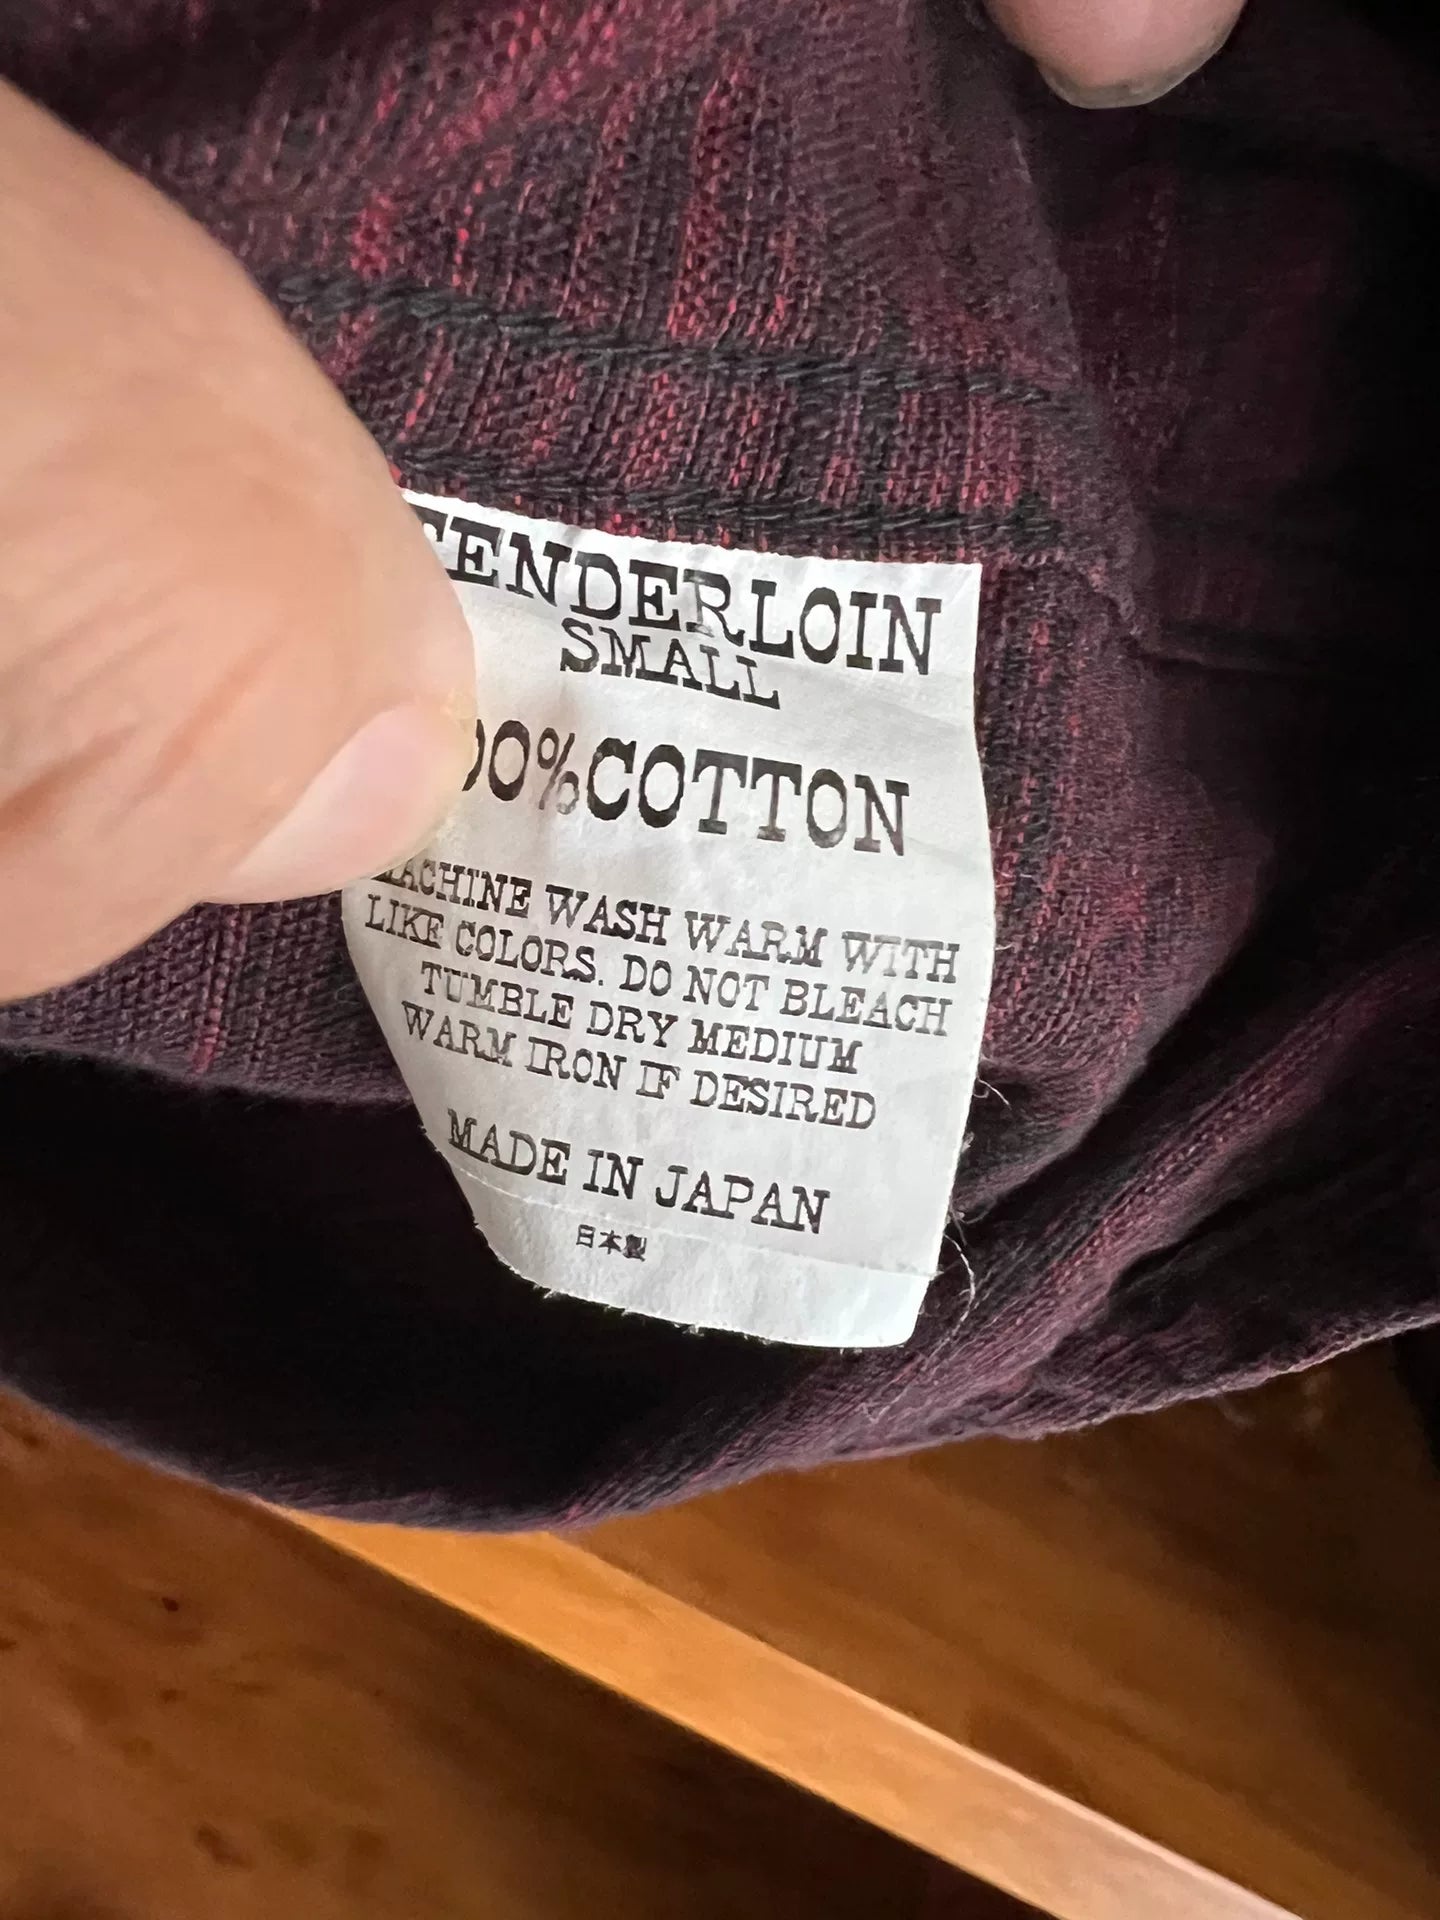 TENDERLOIN
SMALL
00%COTTON
MACHINE WASH WARM WITH
LIKE COLORS. DO NOT BLEACH
TUMBLE DRY MEDIUM
WARM IRON IF DESIRED
MADE IN JAPAN
日本製